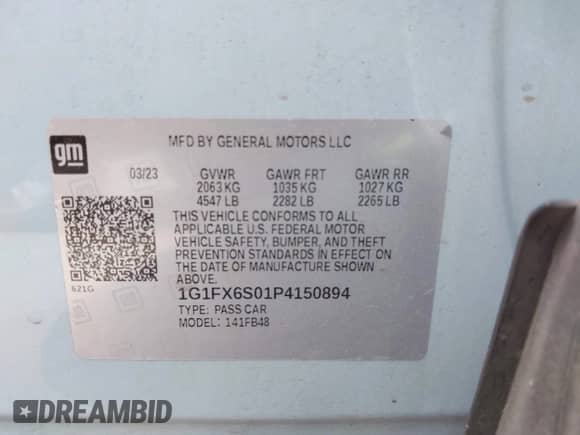 gm
MFD BY GENERAL MOTORS LLC
03/23 GVWR GAWR FRT GAWR RR
2063 KG 1035 KG 1027 KG
4547 LB 2282 LB 2265 LB
THIS VEHICLE CONFORMS TO ALL
APPLICABLE U.S. FEDERAL MOTOR
VEHICLE SAFETY, BUMPER, AND THEFT
PREVENTION STANDARDS IN EFFECT ON
THE DATE OF MANUFACTURE SHOWN
ABOVE.
621G
1G1FX6S01P4150894
TYPE: PASS CAR
MODEL: 141FB48
DREAMBID